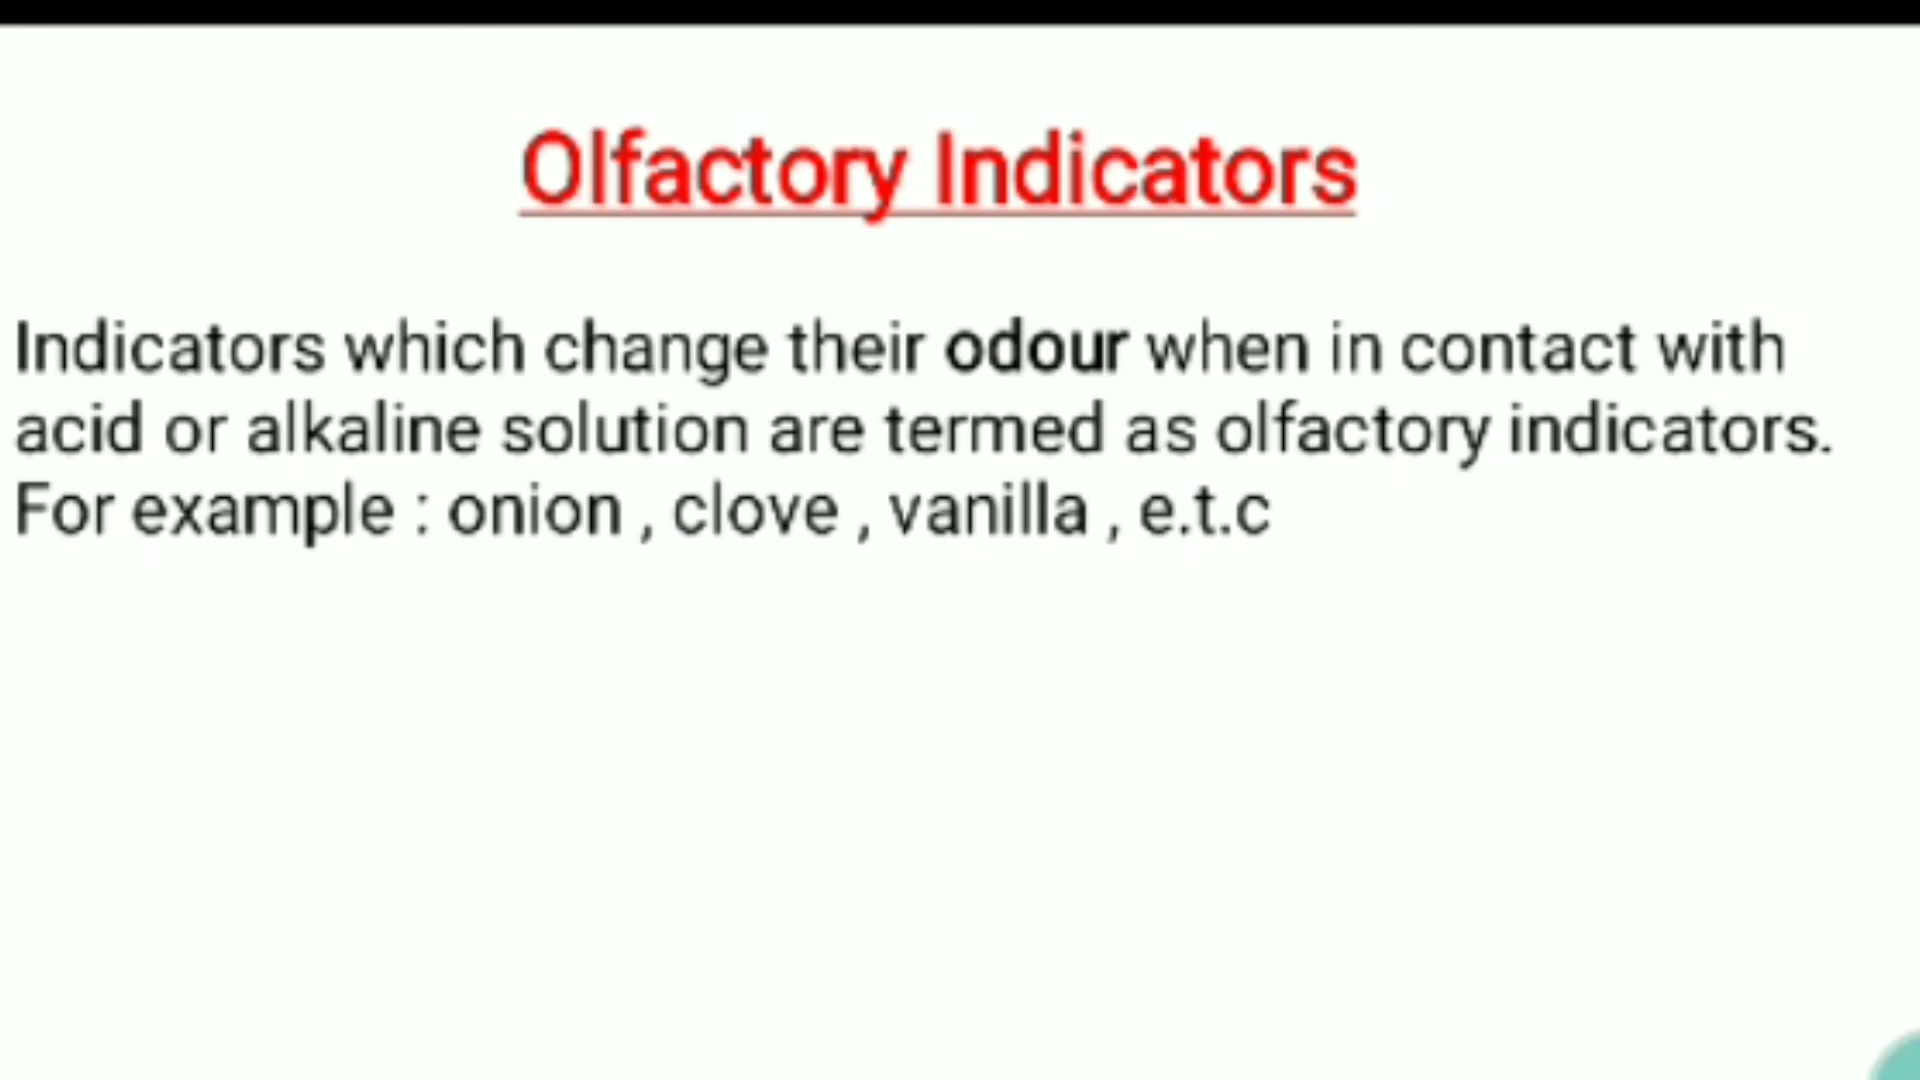 Olfactory Indicators
Indicators which change their odour when in contact with
acid or alkaline solution are termed as olfactory indicators.
For example : onion , clove , vanilla , e.t.c